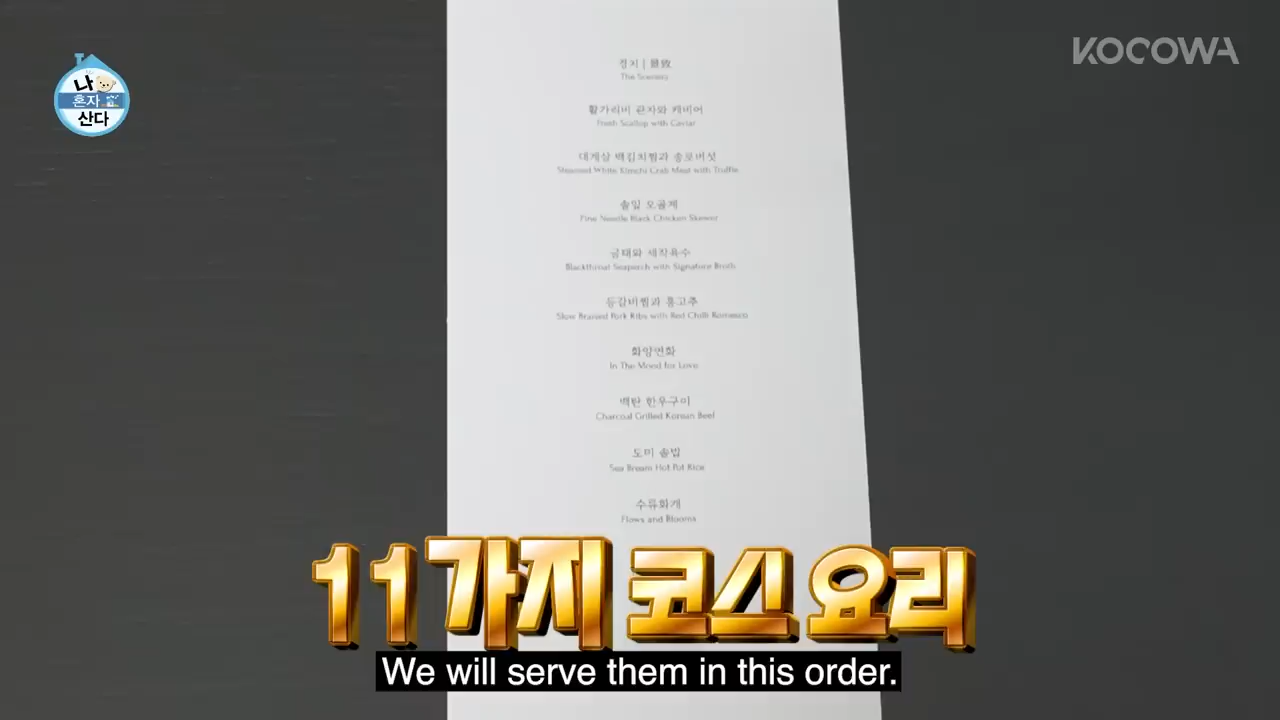 나
혼자
산다
KOCOWA
경치 | 景致
The Scenery
활가리비 관자와 캐비어
Fresh Scallop with Caviar
대게살 백김치찜과 송로버섯
Steamed White Kimchi Crab Meat with Truffle
솔잎 오골계
Pine Needle Black Chicken Skewer
금태와 세작육수
Blackthroat Seaperch with Signature Broth
등갈비찜과 홍고추
Slow Braised Pork Ribs with Red Chilli Romesco
화양연화
In The Mood for Love
백탄 한우구이
Charcoal Grilled Korean Beef
도미 솥밥
Sea Bream Hot Pot Rice
수류화개
Flows and Blooms
11가지 코스 요리
We will serve them in this order.